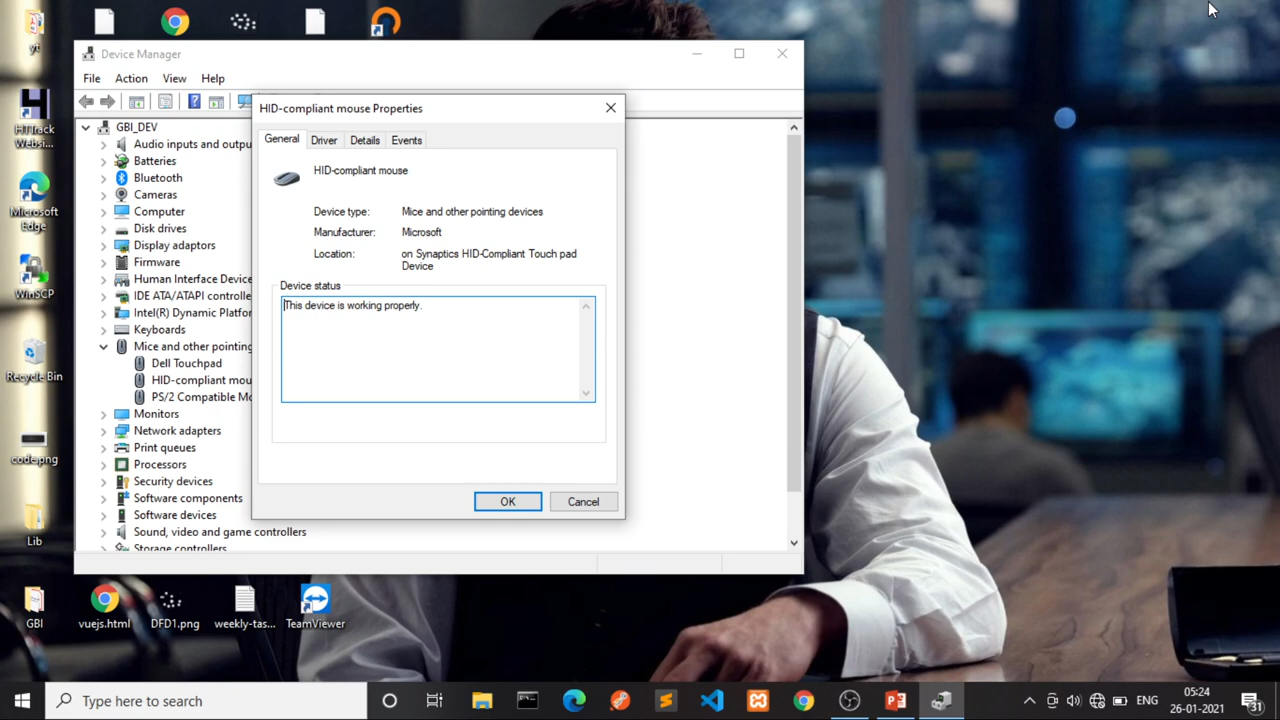 yt
HTTrack
Websi...
Microsoft
Edge
WinSCP
Recycle Bin
code.png
Lib
GBI
vuejs.html
DFD1.png
weekly-tas...
TeamViewer
Device Manager
File Action View Help
GBI_DEV
Audio inputs and outpu
Batteries
Bluetooth
Cameras
Computer
Disk drives
Display adaptors
Firmware
Human Interface Device
IDE ATA/ATAPI controlle
Intel(R) Dynamic Platfor
Keyboards
Mice and other pointing
Dell Touchpad
HID-compliant mou
PS/2 Compatible Mo
Monitors
Network adapters
Print queues
Processors
Security devices
Software components
Software devices
Sound, video and game controllers
Storage controllers
HID-compliant mouse Properties
General Driver Details Events
HID-compliant mouse
Device type: Mice and other pointing devices
Manufacturer: Microsoft
Location: on Synaptics HID-Compliant Touch pad
Device
Device status
This device is working properly.
OK Cancel
Type here to search
ENG
05:24
26-01-2021
31